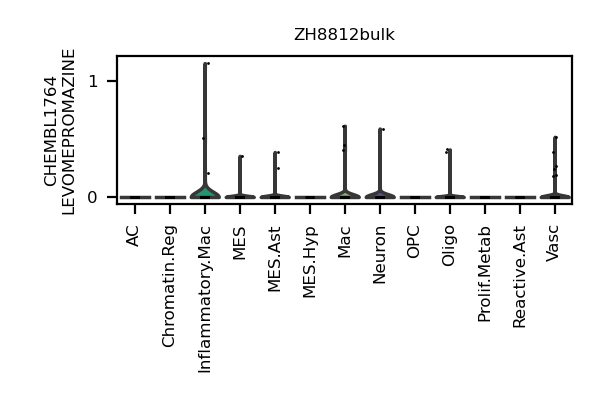 ZH8812bulk
CHEMBL1764
LEVOMEPROMAZINE
1
0
AC
Chromatin.Reg
Inflammatory.Mac
MES
MES.Ast
MES.Hyp
Mac
Neuron
OPC
Oligo
Prolif.Metab
Reactive.Ast
Vasc